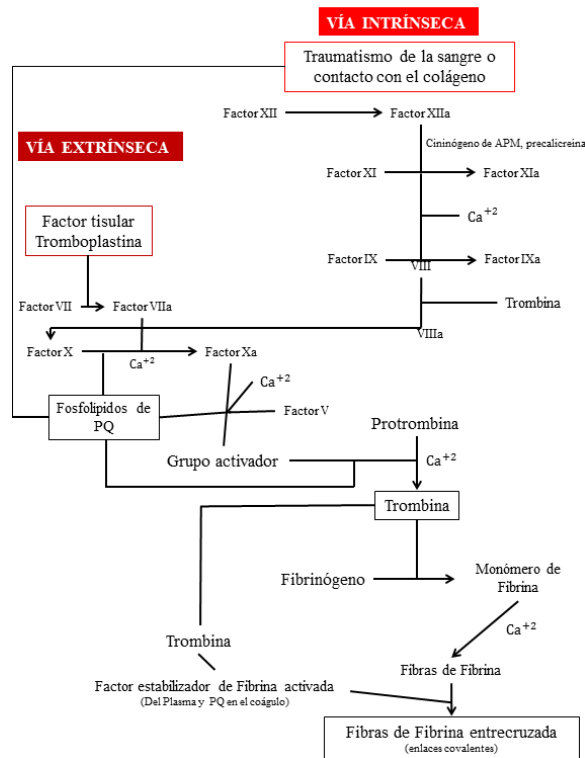 VÍA INTRÍNSECA
Traumatismo de la sangre o
contacto con el colágeno
Factor XII
Factor XIIa
Cininógeno de APM, precalicreina
VÍA EXTRÍNSECA
Factor XI
Factor XIa
Factor tisular
Tromboplastina
Ca+2
Factor IX
VIII
Factor IXa
Factor VII
Factor VIIa
Trombina
VIIIa
Factor X
Ca+2
Factor Xa
Ca+2
Fosfolipidos de
PQ
Factor V
Protrombina
Grupo activador
Ca+2
Trombina
Fibrinógeno
Monómero de
Fibrina
Ca+2
Trombina
Fibras de Fibrina
Factor estabilizador de Fibrina activada
(Del Plasma y PQ en el coágulo)
Fibras de Fibrina entrecruzada
(enlaces covalentes)